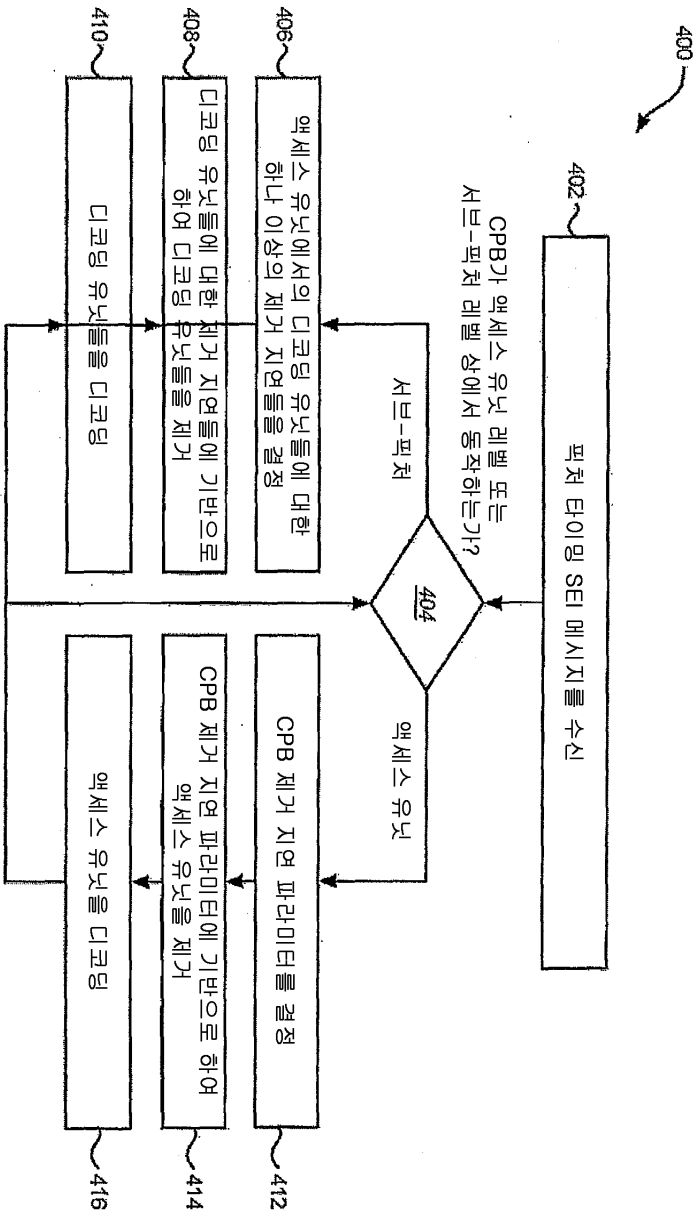 400
402
픽처 타이밍 SEI 메시지를 수신
CPB가 액세스 유닛 레벨 또는
서브-픽처 레벨 상에서 동작하는가?
404
서브-픽처
액세스 유닛
406
액세스 유닛에서의 디코딩 유닛들에 대한
하나 이상의 제거 지연들을 결정
408
디코딩 유닛들에 대한 제거 지연들에 기반으로
하여 디코딩 유닛들을 제거
410
디코딩 유닛들을 디코딩
CPB 제거 지연 파라미터를 결정
412
CPB 제거 지연 파라미터에 기반으로 하여
액세스 유닛을 제거
414
액세스 유닛을 디코딩
416